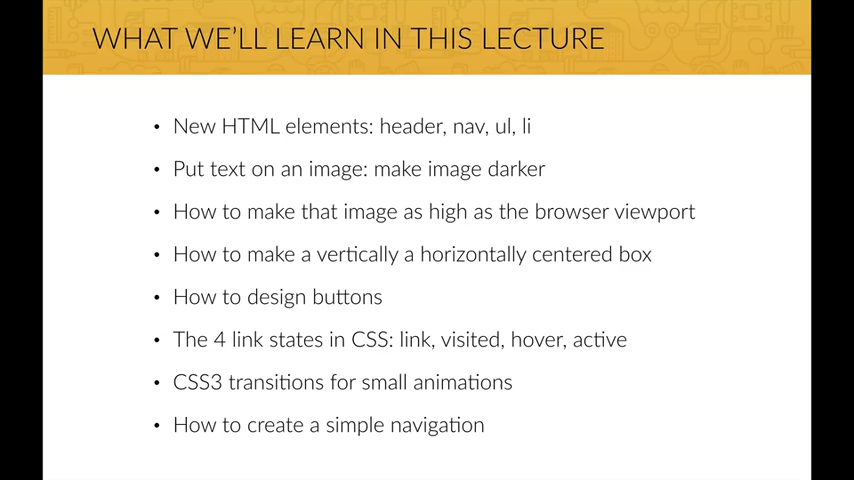 WHAT WE'LL LEARN IN THIS LECTURE
• New HTML elements: header, nav, ul, li
• Put text on an image: make image darker
• How to make that image as high as the browser viewport
• How to make a vertically a horizontally centered box
• How to design buttons
• The 4 link states in CSS: link, visited, hover, active
• CSS3 transitions for small animations
• How to create a simple navigation